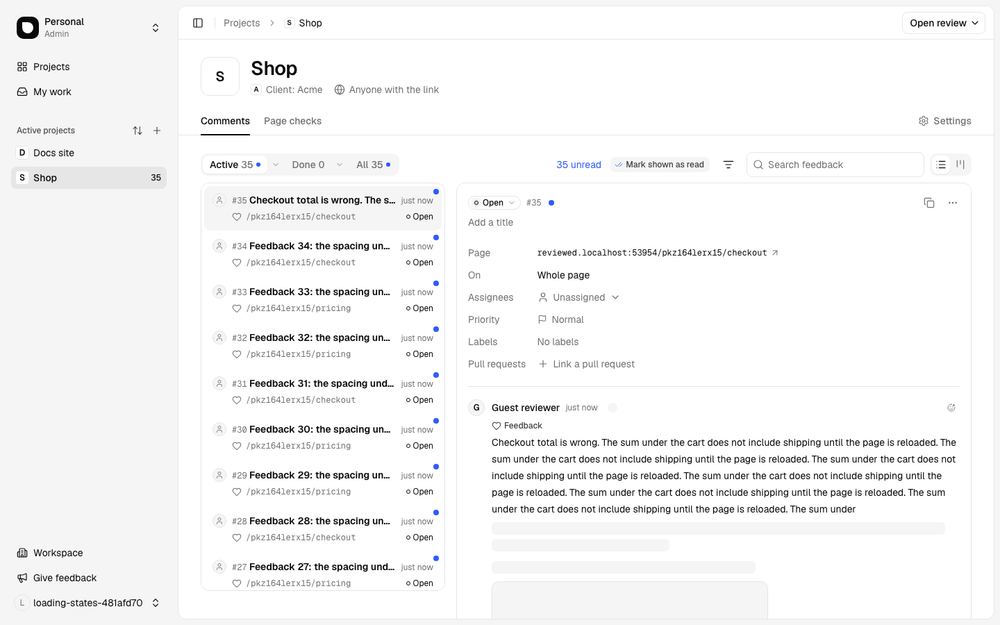 Personal
Admin
Projects
My work
Active projects
D Docs site
S Shop 35
Workspace
Give feedback
L loading-states-481afd70
Projects > S Shop
Open review
S
Shop
A Client: Acme Anyone with the link
Comments Page checks
Settings
Active 35 Done 0 All 35
35 unread Mark shown as read Search feedback
#35 Checkout total is wrong. The s... just now
/pkz164lerx15/checkout Open
#34 Feedback 34: the spacing un... just now
/pkz164lerx15/checkout Open
#33 Feedback 33: the spacing un... just now
/pkz164lerx15/pricing Open
#32 Feedback 32: the spacing un... just now
/pkz164lerx15/pricing Open
#31 Feedback 31: the spacing und... just now
/pkz164lerx15/checkout Open
#30 Feedback 30: the spacing un... just now
/pkz164lerx15/pricing Open
#29 Feedback 29: the spacing un... just now
/pkz164lerx15/pricing Open
#28 Feedback 28: the spacing un... just now
/pkz164lerx15/checkout Open
#27 Feedback 27: the spacing und... just now
/pkz164lerx15/pricing Open
Open #35
Add a title
Page reviewed.localhost:53954/pkz164lerx15/checkout
On Whole page
Assignees Unassigned
Priority Normal
Labels No labels
Pull requests Link a pull request
G Guest reviewer just now
Feedback
Checkout total is wrong. The sum under the cart does not include shipping until the page is reloaded. The
sum under the cart does not include shipping until the page is reloaded. The sum under the cart does not
include shipping until the page is reloaded. The sum under the cart does not include shipping until the
page is reloaded. The sum under the cart does not include shipping until the page is reloaded. The sum
under the cart does not include shipping until the page is reloaded. The sum under